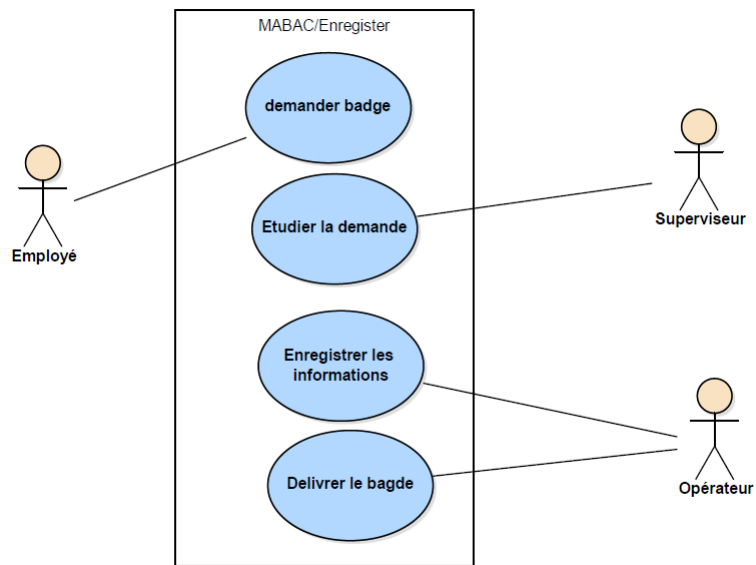 MABAC/Enregister
demander badge
Etudier la demande
Employé
Superviseur
Enregistrer les
informations
Delivrer le bagde
Opérateur